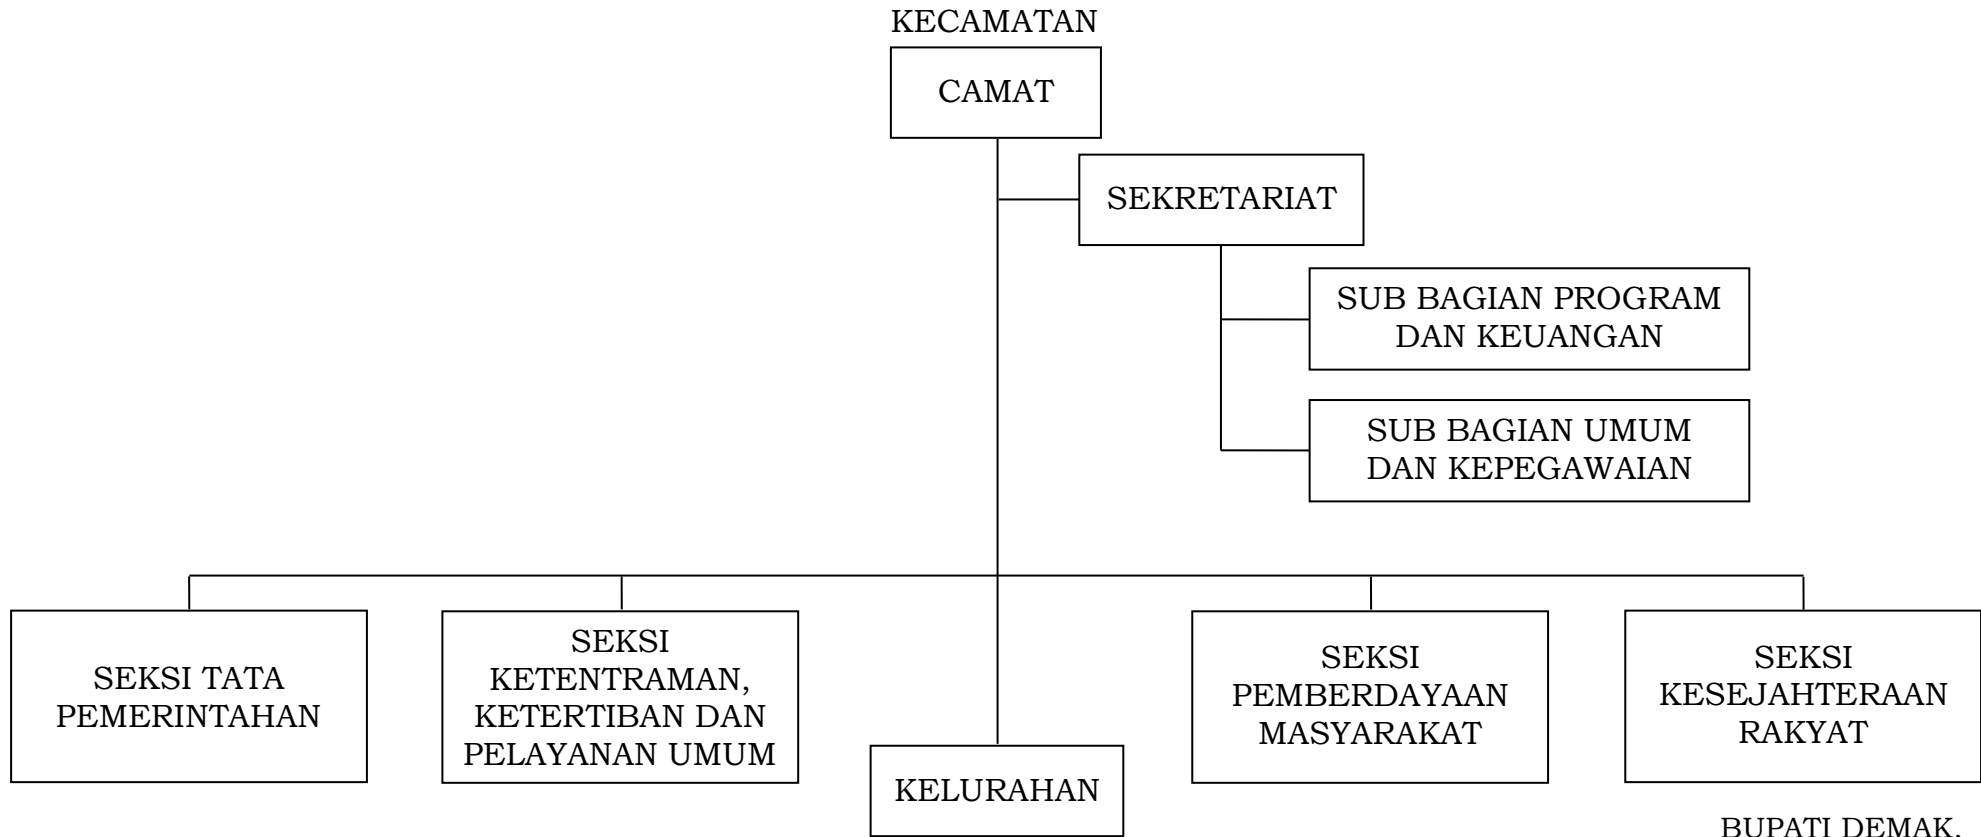 KECAMATAN
CAMAT
SEKRETARIAT
SUB BAGIAN PROGRAM
DAN KEUANGAN
SUB BAGIAN UMUM
DAN KEPEGAWAIAN
SEKSI TATA
PEMERINTAHAN
SEKSI
KETENTRAMAN,
KETERTIBAN DAN
PELAYANAN UMUM
KELURAHAN
SEKSI
PEMBERDAYAAN
MASYARAKAT
SEKSI
KESEJAHTERAAN
RAKYAT
BUPATI DEMAK,